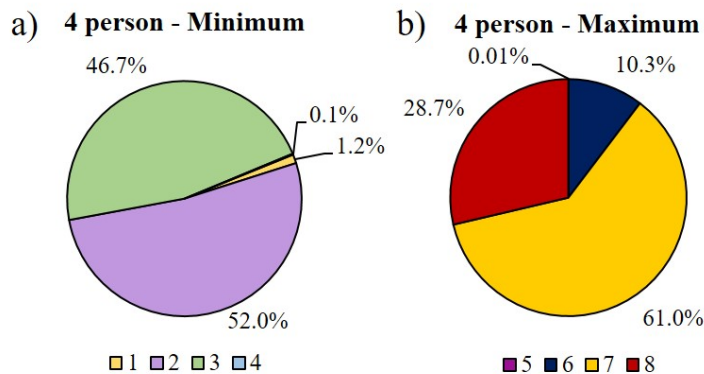 a) 4 person - Minimum
46.7%
0.1%
1.2%
52.0%
1 2 3 4
b) 4 person - Maximum
0.01%
10.3%
28.7%
61.0%
5 6 7 8